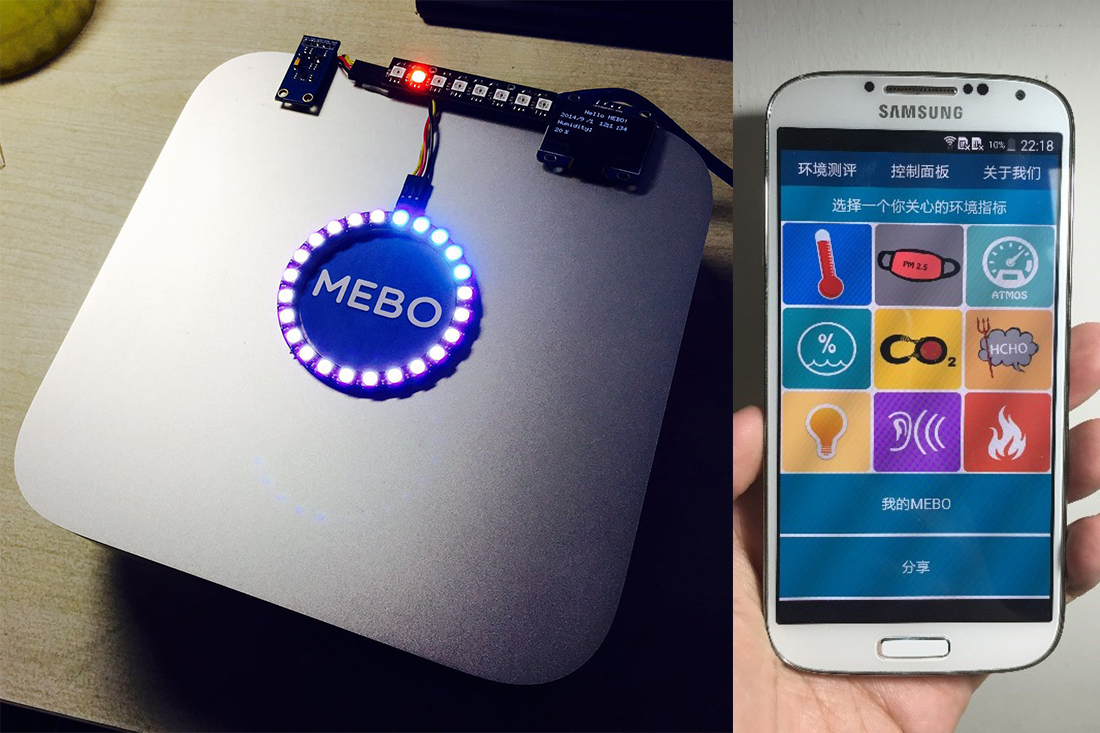 Hello MEBO!
Humidity:
20 %
MEBO
SAMSUNG
10% 22:18
环境测评 控制面板 关于我们
选择一个你关心的环境指标
PM 2.5
ATMOS
%
CO2
HCHO
我的MEBO
分享